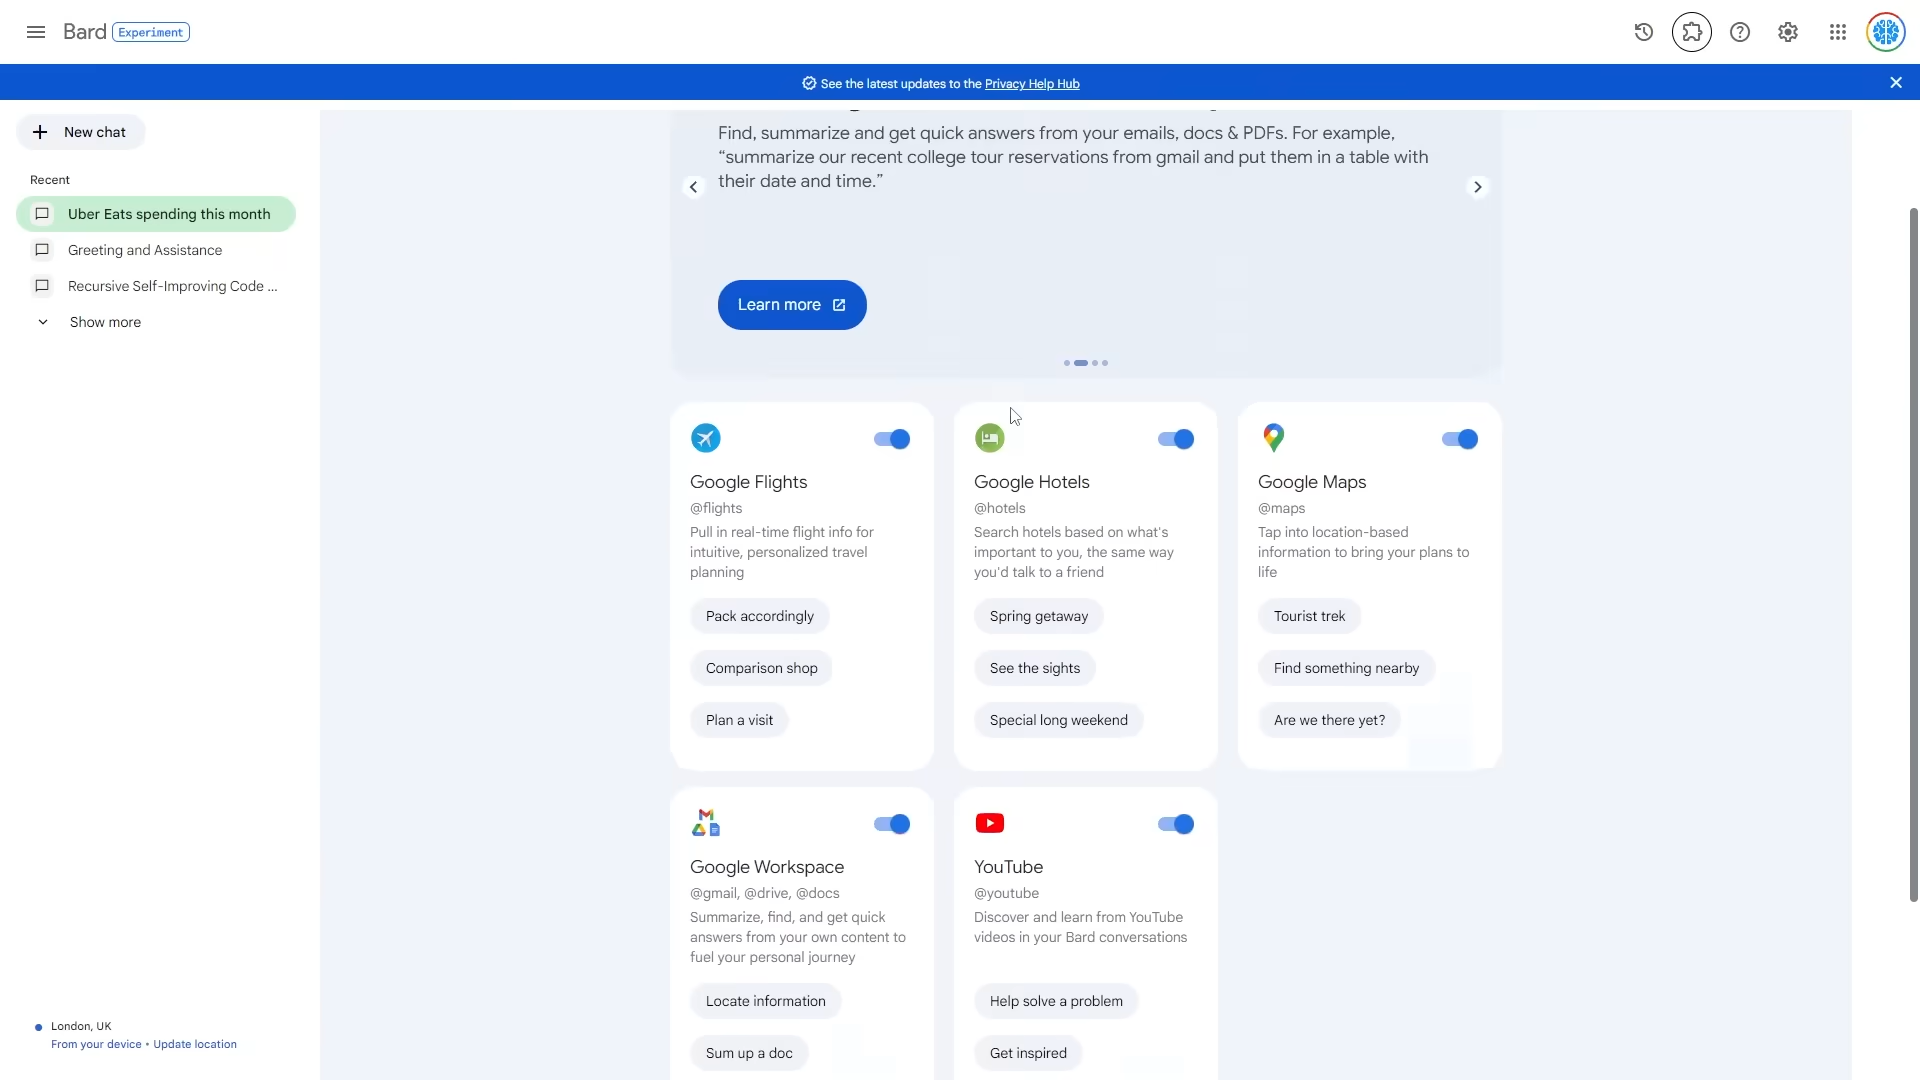 Bard Experiment
See the latest updates to the Privacy Help Hub
New chat
Recent
Uber Eats spending this month
Greeting and Assistance
Recursive Self-Improving Code ...
Show more
London, UK
From your device • Update location
Find, summarize and get quick answers from your emails, docs & PDFs. For example,
“summarize our recent college tour reservations from gmail and put them in a table with
their date and time.”
Learn more
Google Flights
@flights
Pull in real-time flight info for
intuitive, personalized travel
planning
Pack accordingly
Comparison shop
Plan a visit
Google Hotels
@hotels
Search hotels based on what's
important to you, the same way
you'd talk to a friend
Spring getaway
See the sights
Special long weekend
Google Maps
@maps
Tap into location-based
information to bring your plans to
life
Tourist trek
Find something nearby
Are we there yet?
Google Workspace
@gmail, @drive, @docs
Summarize, find, and get quick
answers from your own content to
fuel your personal journey
Locate information
Sum up a doc
YouTube
@youtube
Discover and learn from YouTube
videos in your Bard conversations
Help solve a problem
Get inspired